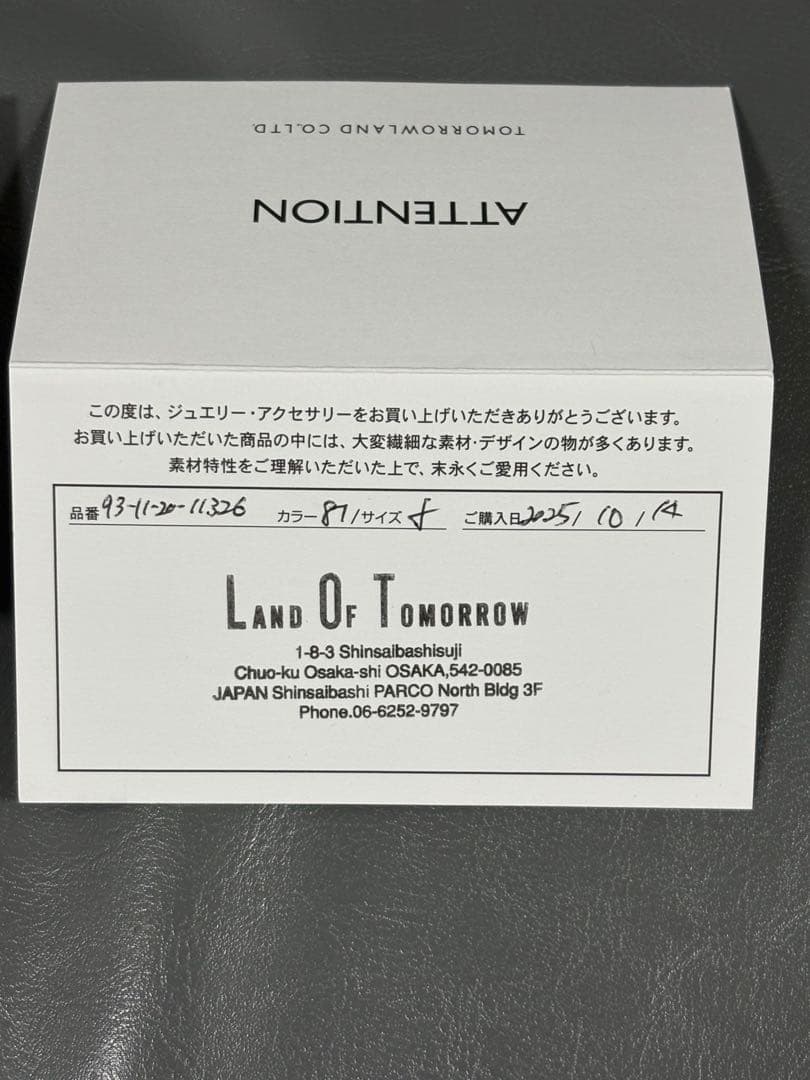 TOMORROWLAND CO.,LTD.
ATTENTION
この度は、ジュエリー・アクセサリーをお買い上げいただきありがとうございます。
お買い上げいただいた商品の中には、大変繊細な素材・デザインの物が多くあります。
素材特性をご理解いただいた上で、末永くご愛用ください。
品番 93-11-20-11326 カラー 81 /サイズ f ご購入日 2025/ 10 / 14
LAND OF TOMORROW
1-8-3 Shinsaibashisuji
Chuo-ku Osaka-shi OSAKA,542-0085
JAPAN Shinsaibashi PARCO North Bldg 3F
Phone.06-6252-9797